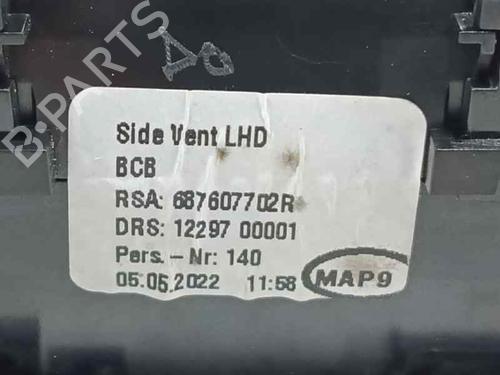 B-PARTS
Side Vent LHD
BCB
RSA: 687607702R
DRS: 12297 00001
Pers. - Nr: 140
05.05.2022 11:58 MAP9